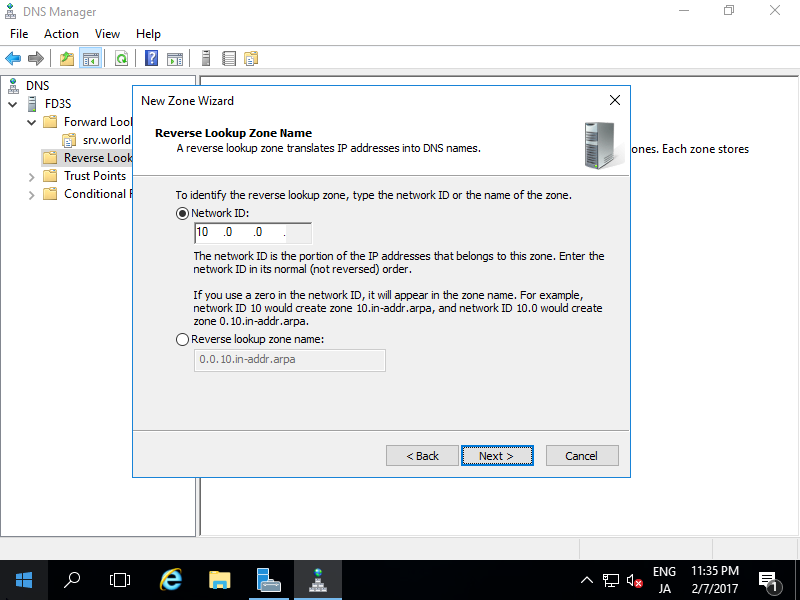 DNS Manager
File Action View Help
DNS
FD3S
Forward Look
srv.world
Reverse Look
Trust Points
Conditional F
ones. Each zone stores
New Zone Wizard
Reverse Lookup Zone Name
A reverse lookup zone translates IP addresses into DNS names.
To identify the reverse lookup zone, type the network ID or the name of the zone.
Network ID:
10 .0 .0 .
The network ID is the portion of the IP addresses that belongs to this zone. Enter the
network ID in its normal (not reversed) order.
If you use a zero in the network ID, it will appear in the zone name. For example,
network ID 10 would create zone 10.in-addr.arpa, and network ID 10.0 would create
zone 0.10.in-addr.arpa.
Reverse lookup zone name:
0.0.10.in-addr.arpa
< Back Next > Cancel
ENG 11:35 PM
JA 2/7/2017
1